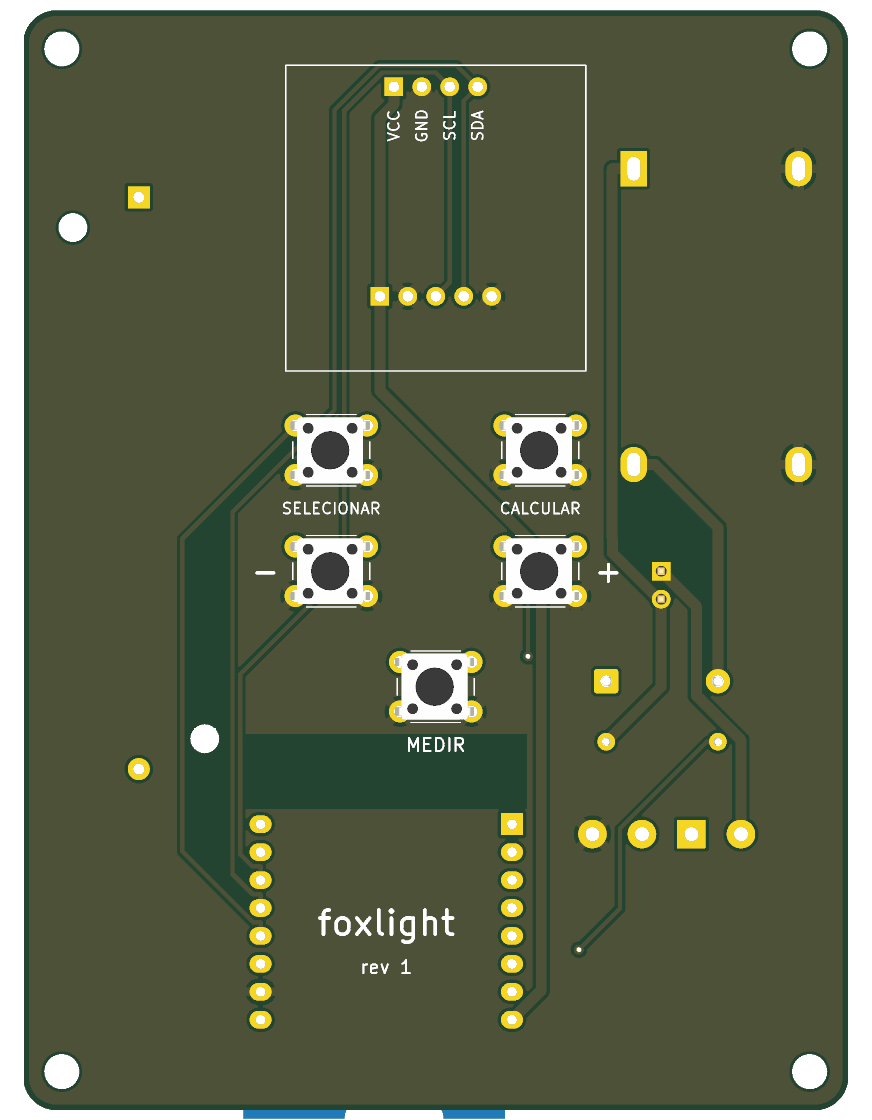 VCC GND SCL SDA
SELECIONAR CALCULAR
- +
MEDIR
foxlight
rev 1